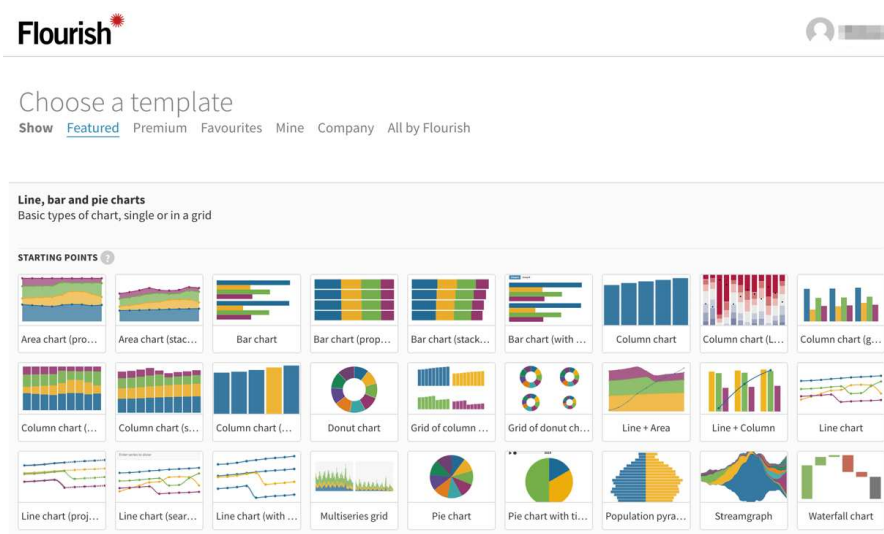 Flourish
Choose a template
Show Featured Premium Favourites Mine Company All by Flourish
Line, bar and pie charts
Basic types of chart, single or in a grid
STARTING POINTS ?
Area chart (pro... Area chart (stac... Bar chart Bar chart (prop... Bar chart (stack... Bar chart (with ... Column chart Column chart (L... Column chart (g...
Column chart (... Column chart (s... Column chart (... Donut chart Grid of column ... Grid of donut ch... Line + Area Line + Column Line chart
Line chart (proj... Line chart (sear... Line chart (with ... Multiseries grid Pie chart Pie chart with ti... Population pyra... Streamgraph Waterfall chart